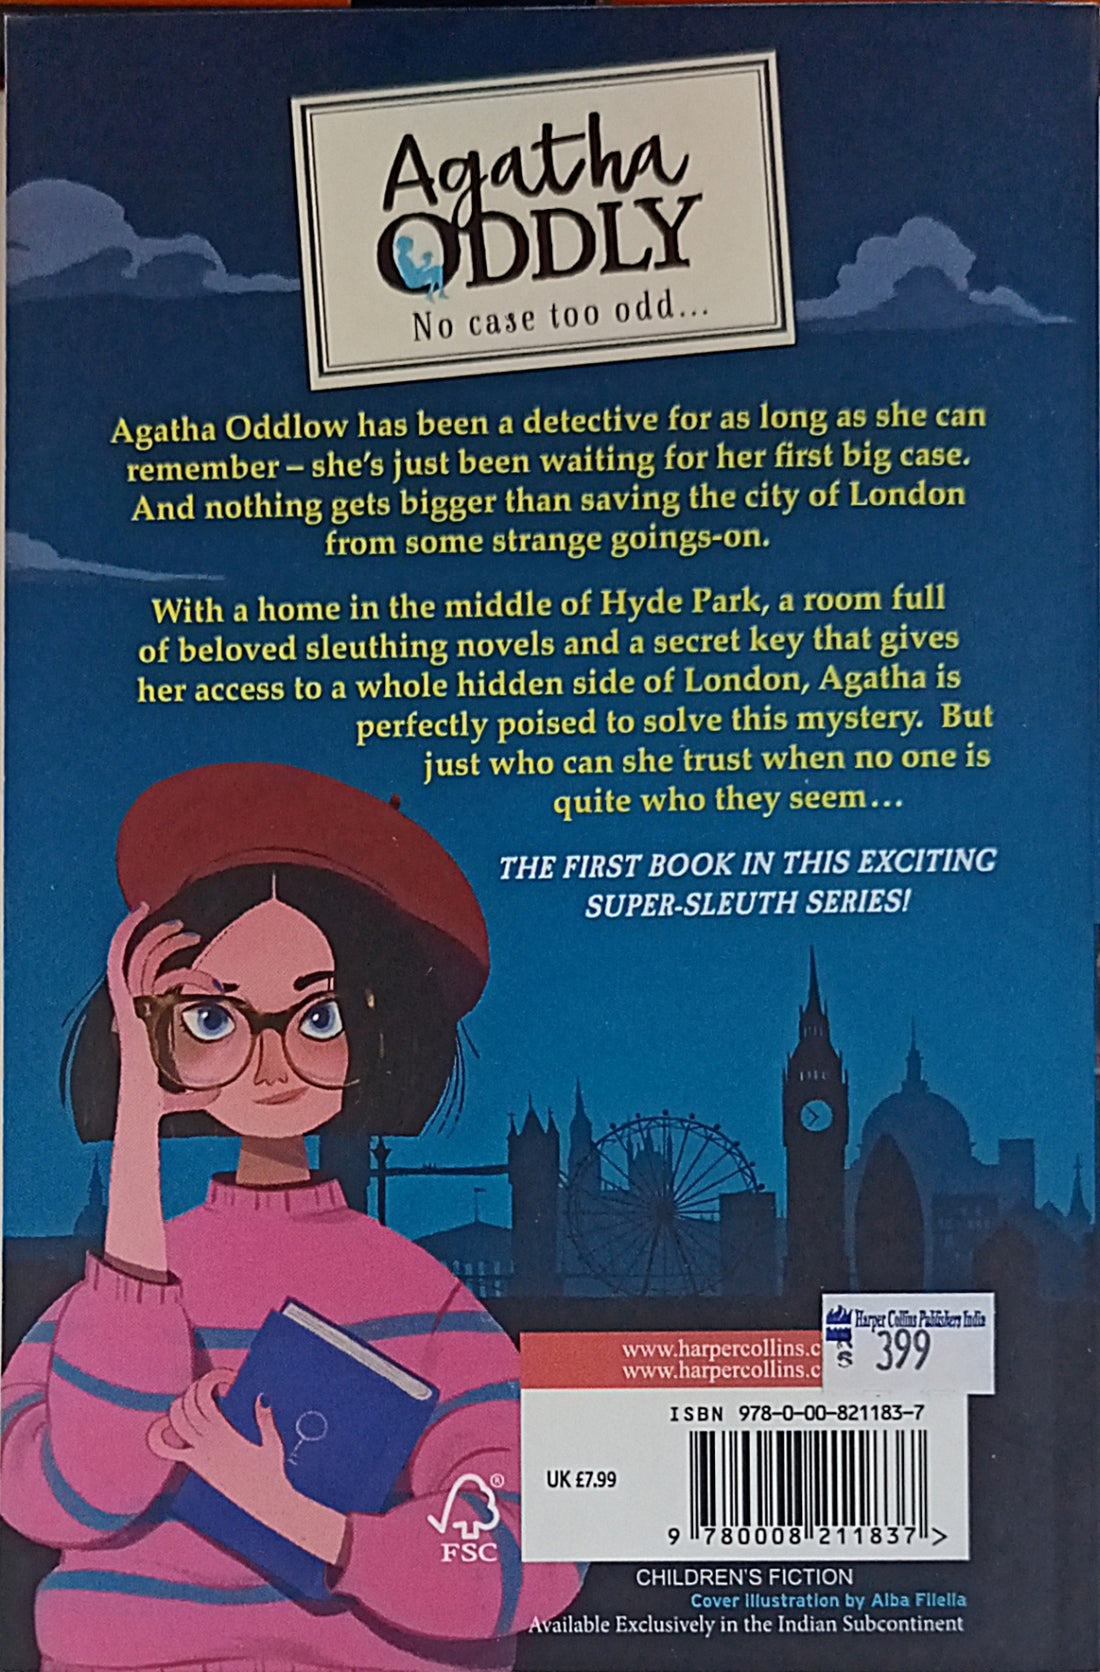 Agatha
ODDLY
No case too odd...
Agatha Oddlow has been a detective for as long as she can
remember – she's just been waiting for her first big case.
And nothing gets bigger than saving the city of London
from some strange goings-on.
With a home in the middle of Hyde Park, a room full
of beloved sleuthing novels and a secret key that gives
her access to a whole hidden side of London, Agatha is
perfectly poised to solve this mystery. But
just who can she trust when no one is
quite who they seem...
THE FIRST BOOK IN THIS EXCITING
SUPER-SLEUTH SERIES!
Harper Collins Publishers India
399
www.harpercollins.c
www.harpercollins.c
ISBN 978-0-00-821183-7
UK £7.99
9 780008 211837 >
FSC
®
CHILDREN'S FICTION
Cover illustration by Alba Filella
Available Exclusively in the Indian Subcontinent